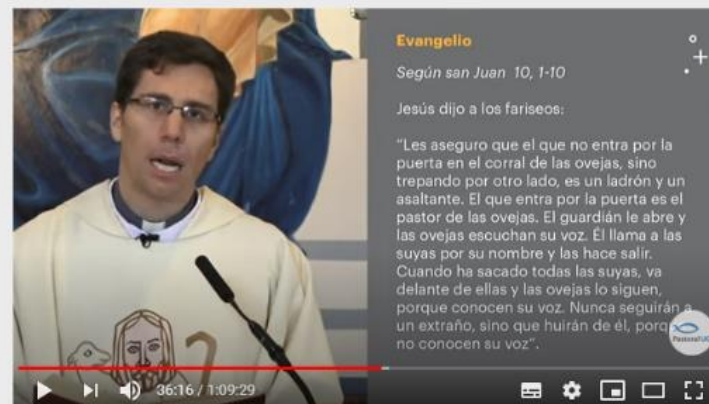 Evangelio
Según san Juan 10, 1-10
Jesús dijo a los fariseos:
"Les aseguro que el que no entra por la
puerta en el corral de las ovejas, sino
trepando por otro lado, es un ladrón y un
asaltante. El que entra por la puerta es el
pastor de las ovejas. El guardián le abre y
las ovejas escuchan su voz. Él llama a las
suyas por su nombre y las hace salir.
Cuando ha sacado todas las suyas, va
delante de ellas y las ovejas lo siguen,
porque conocen su voz. Nunca seguirán a
un extraño, sino que huirán de él, porq
no conocen su voz".
PastoralUC
36:16 / 1:09:29